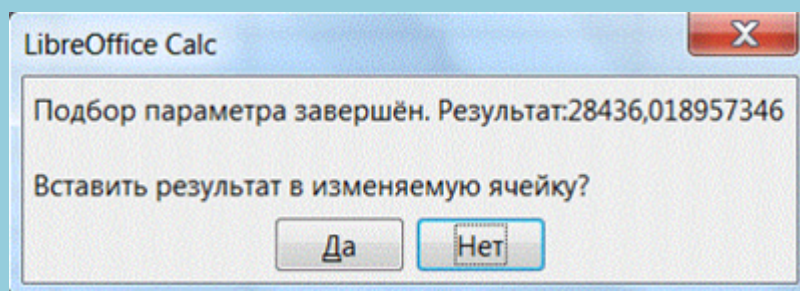 LibreOffice Calc
Подбор параметра завершён. Результат:28436,018957346
Вставить результат в изменяемую ячейку?
Да
Нет